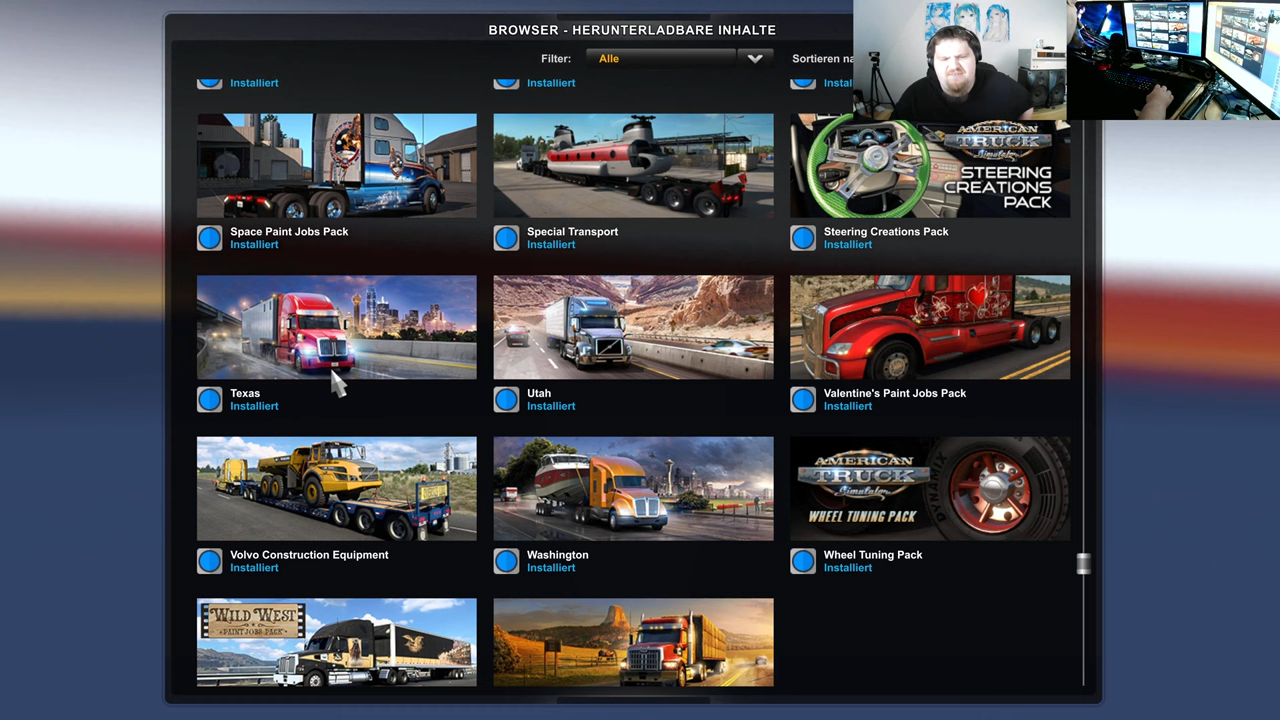 BROWSER - HERUNTERLADBARE INHALTE
Filter:
Alle
Sortieren na
Installiert
Installiert
Installiert
AMERICAN
TRUCK
Simulator
STEERING
CREATIONS
PACK
Space Paint Jobs Pack
Installiert
Special Transport
Installiert
Steering Creations Pack
Installiert
Texas
Installiert
Utah
Installiert
Valentine's Paint Jobs Pack
Installiert
AMERICAN
TRUCK
Simulator
WHEEL TUNING PACK
Volvo Construction Equipment
Installiert
Washington
Installiert
Wheel Tuning Pack
Installiert
WILD WEST
PAINT JOBS PACK